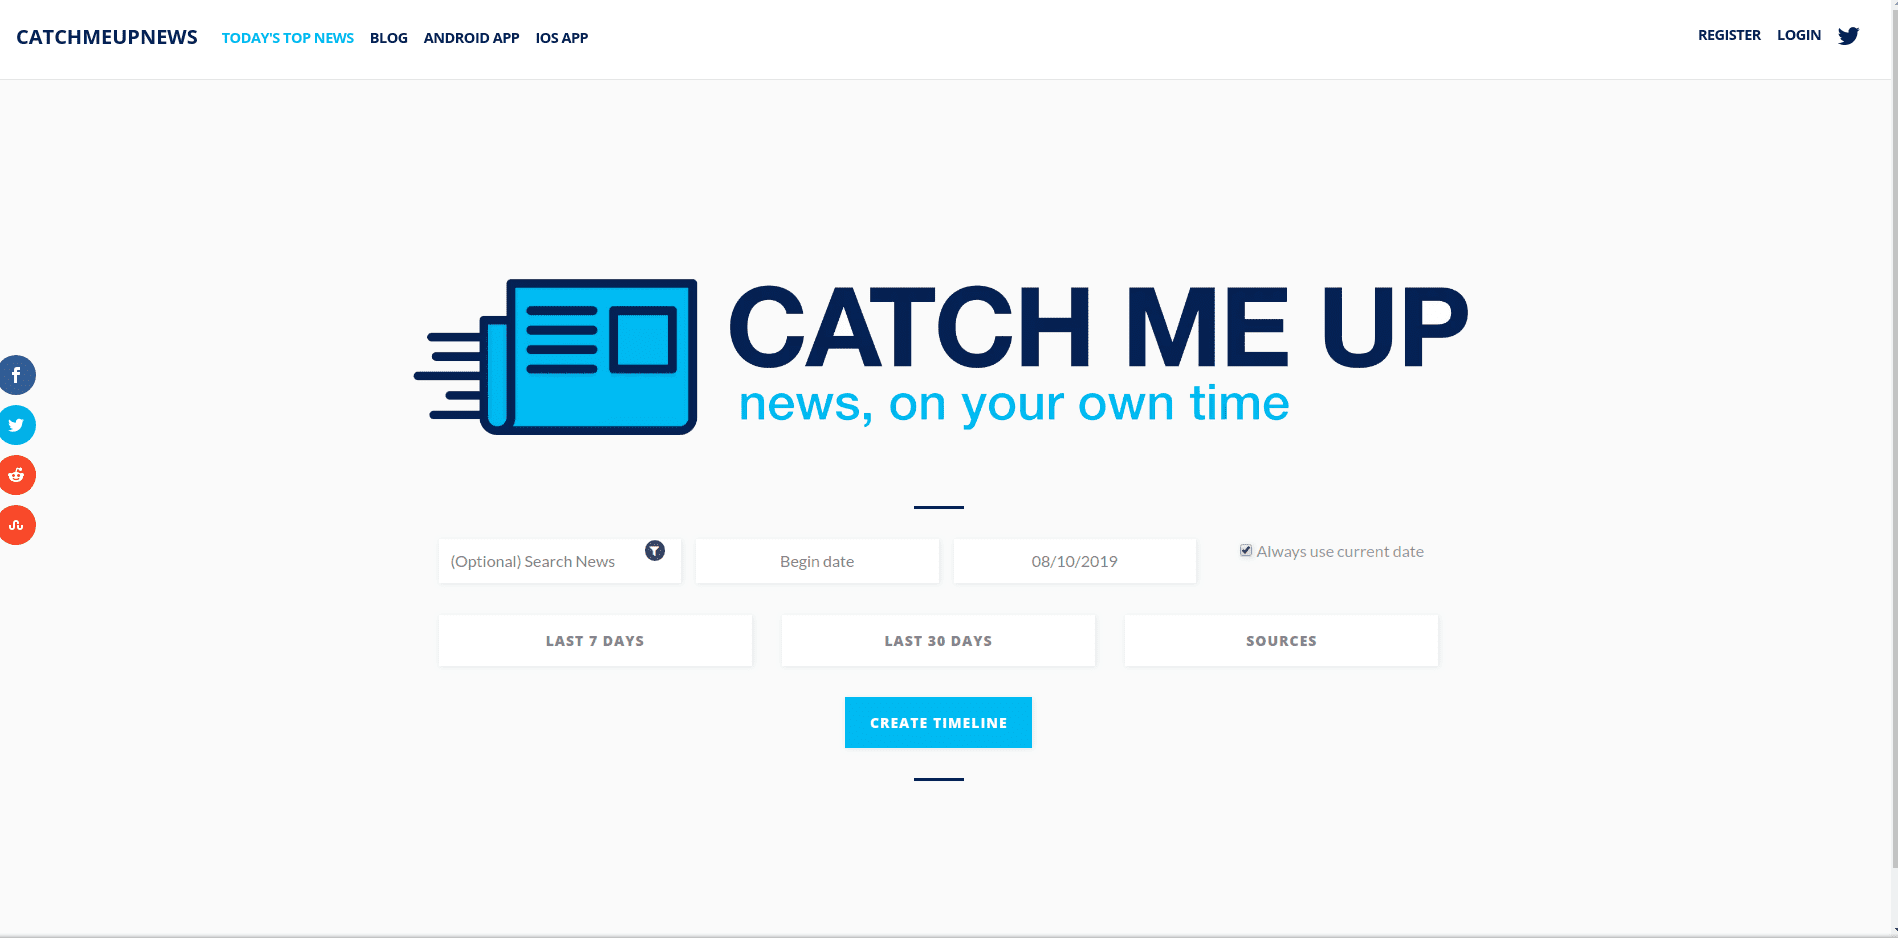 CATCHMEUPNEWS TODAY'S TOP NEWS BLOG ANDROID APP IOS APP REGISTER LOGIN
CATCH ME UP
news, on your own time
(Optional) Search News Begin date 08/10/2019 Always use current date
LAST 7 DAYS LAST 30 DAYS SOURCES
CREATE TIMELINE